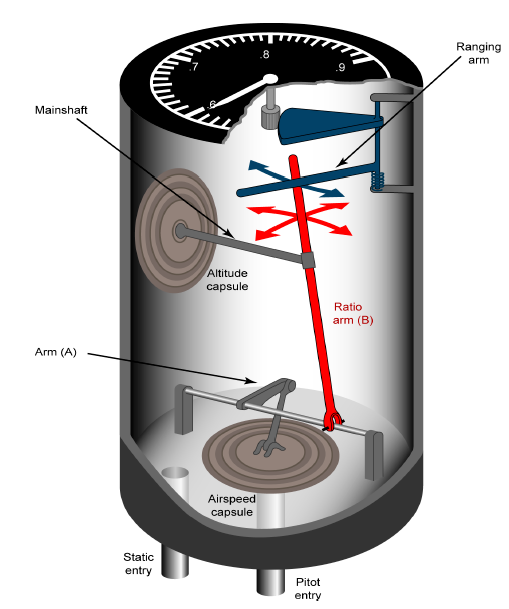 .8
.7
.9
.6
Ranging
arm
Mainshaft
Altitude
capsule
Ratio
arm (B)
Arm (A)
Airspeed
capsule
Static
entry
Pitot
entry